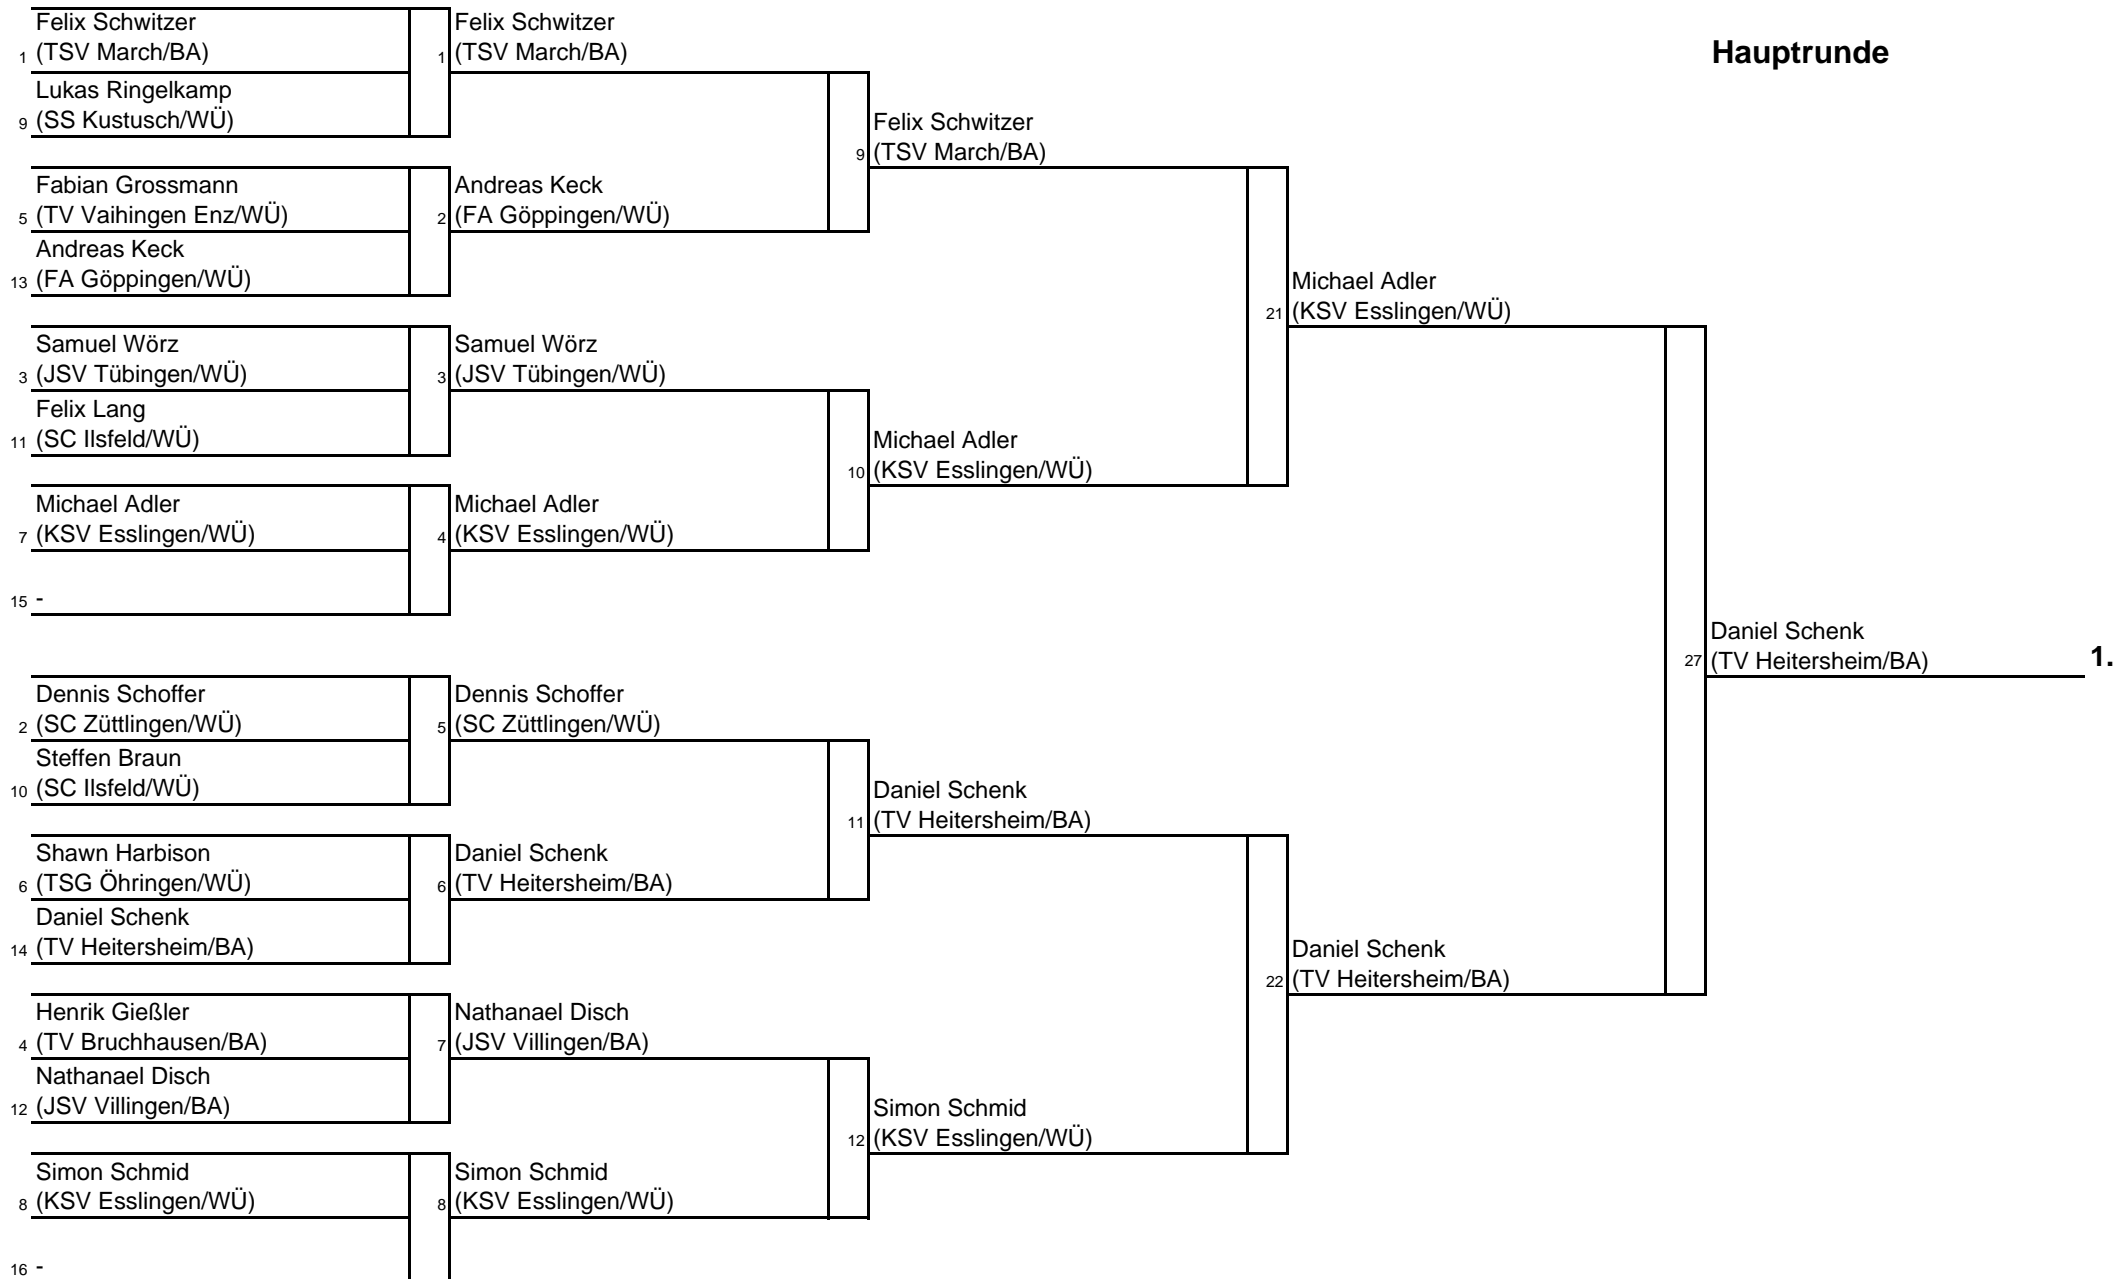 Hauptrunde
Felix Schwitzer
1 (TSV March/BA)
Lukas Ringelkamp
9 (SS Kustusch/WÜ)
Fabian Grossmann
5 (TV Vaihingen Enz/WÜ)
Andreas Keck
13 (FA Göppingen/WÜ)
Samuel Wörz
3 (JSV Tübingen/WÜ)
Felix Lang
11 (SC Ilsfeld/WÜ)
Michael Adler
7 (KSV Esslingen/WÜ)
15 -
Dennis Schoffer
2 (SC Züttlingen/WÜ)
Steffen Braun
10 (SC Ilsfeld/WÜ)
Shawn Harbison
6 (TSG Öhringen/WÜ)
Daniel Schenk
14 (TV Heitersheim/BA)
Henrik Gießler
4 (TV Bruchhausen/BA)
Nathanael Disch
12 (JSV Villingen/BA)
Simon Schmid
8 (KSV Esslingen/WÜ)
16 -
Felix Schwitzer
1 (TSV March/BA)
Andreas Keck
2 (FA Göppingen/WÜ)
Samuel Wörz
3 (JSV Tübingen/WÜ)
Michael Adler
4 (KSV Esslingen/WÜ)
Dennis Schoffer
5 (SC Züttlingen/WÜ)
Daniel Schenk
6 (TV Heitersheim/BA)
Nathanael Disch
7 (JSV Villingen/BA)
Simon Schmid
8 (KSV Esslingen/WÜ)
Felix Schwitzer
9 (TSV March/BA)
Michael Adler
10 (KSV Esslingen/WÜ)
Daniel Schenk
11 (TV Heitersheim/BA)
Simon Schmid
12 (KSV Esslingen/WÜ)
Michael Adler
21 (KSV Esslingen/WÜ)
Daniel Schenk
22 (TV Heitersheim/BA)
Daniel Schenk
27 (TV Heitersheim/BA) 1.